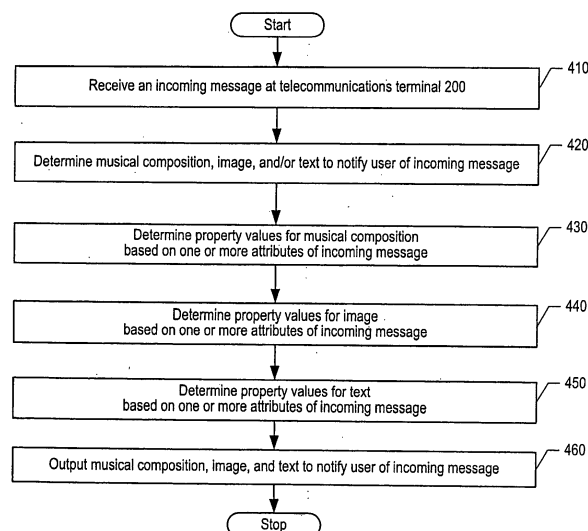 Start
Receive an incoming message at telecommunications terminal 200
410
Determine musical composition, image, and/or text to notify user of incoming message
420
Determine property values for musical composition
based on one or more attributes of incoming message
430
Determine property values for image
based on one or more attributes of incoming message
440
Determine property values for text
based on one or more attributes of incoming message
450
Output musical composition, image, and text to notify user of incoming message
460
Stop